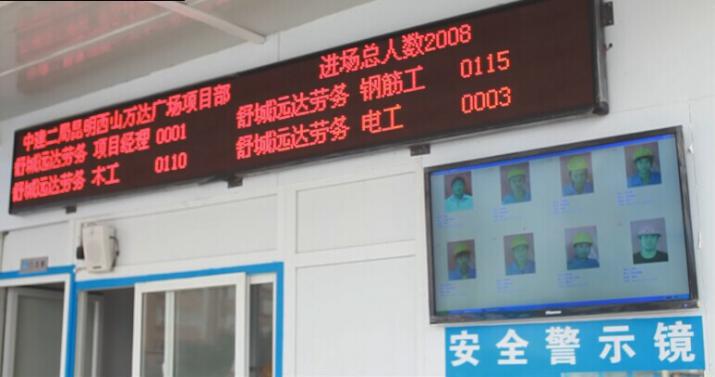 中建二局昆明西山万达广场项目部 进场总人数2008
舒城远达劳务 项目经理 0001 舒城远达劳务 钢筋工 0115
舒城远达劳务 木工 0110 舒城远达劳务 电工 0003
Hisense
安全警示镜